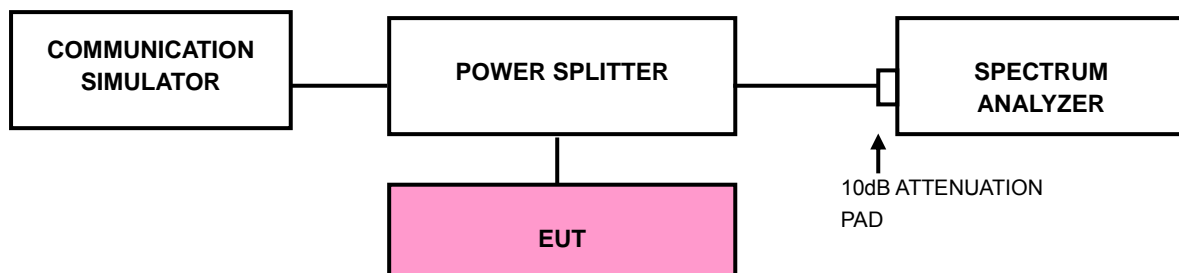 COMMUNICATION
SIMULATOR
POWER SPLITTER
SPECTRUM
ANALYZER
10dB ATTENUATION
PAD
EUT